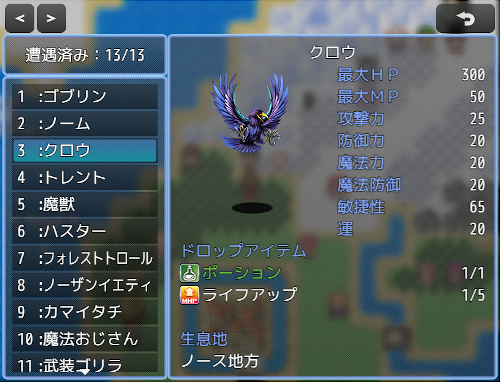 < >
遭遇済み：13/13
1 :ゴブリン
2 :ノーム
3 :クロウ
4 :トレント
5 :魔獣
6 :ハスター
7 :フォレストトロール
8 :ノーザンイエティ
9 :カマイタチ
10 :魔法おじさん
11 :武装ゴリラ
クロウ
最大ＨＰ 300
最大ＭＰ 50
攻撃力 25
防御力 20
魔法力 20
魔法防御 20
敏捷性 65
運 20
ドロップアイテム
ポーション 1/1
MHP ライフアップ 1/5
生息地
ノース地方